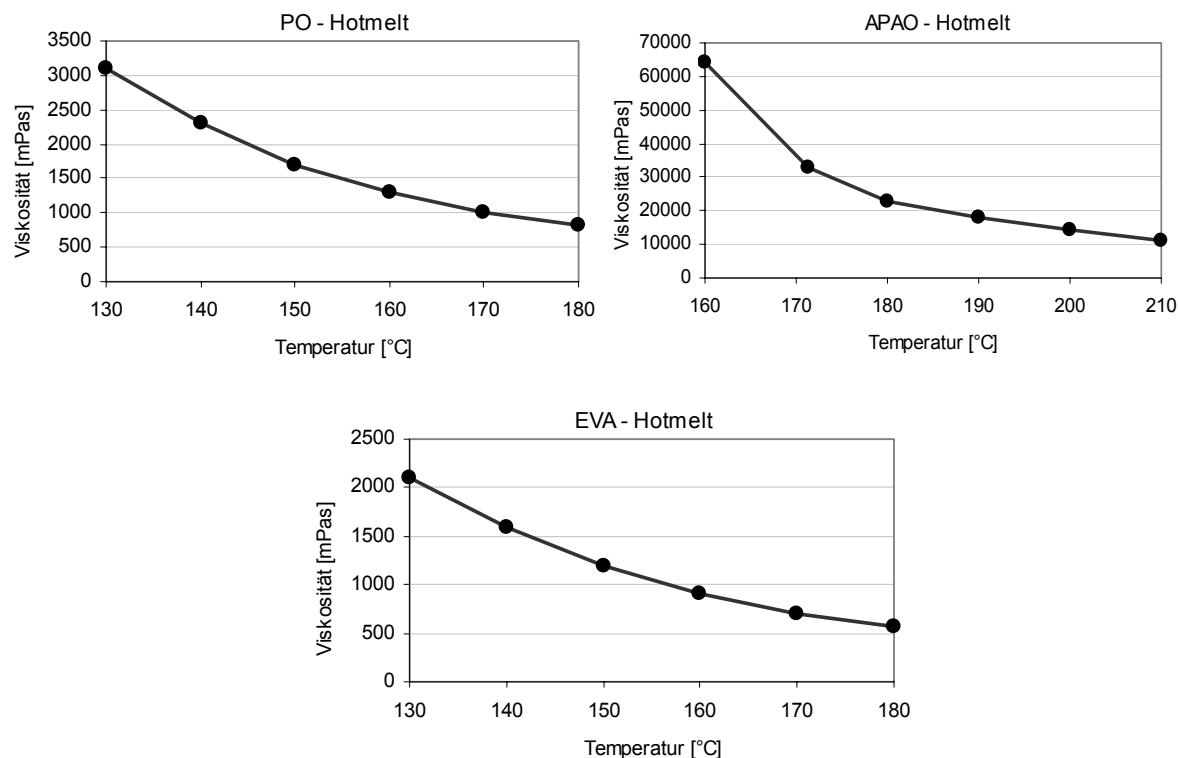 PO - Hotmelt
3500
3000
2500
2000
1500
1000
500
0
130 140 150 160 170 180
Viskosität [mPas]
Temperatur [°C]
APAO - Hotmelt
70000
60000
50000
40000
30000
20000
10000
0
160 170 180 190 200 210
Viskosität [mPas]
Temperatur [°C]
EVA - Hotmelt
2500
2000
1500
1000
500
0
130 140 150 160 170 180
Viskosität [mPas]
Temperatur [°C]